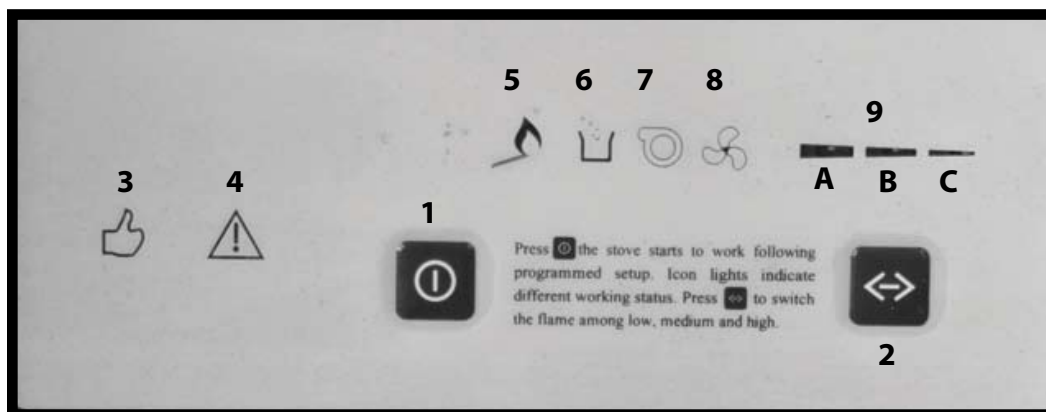 5 6 7 8
9
A B C
3 4
1
Press the stove starts to work following
programmed setup. Icon lights indicate
different working status. Press to switch
the flame among low, medium and high.
2